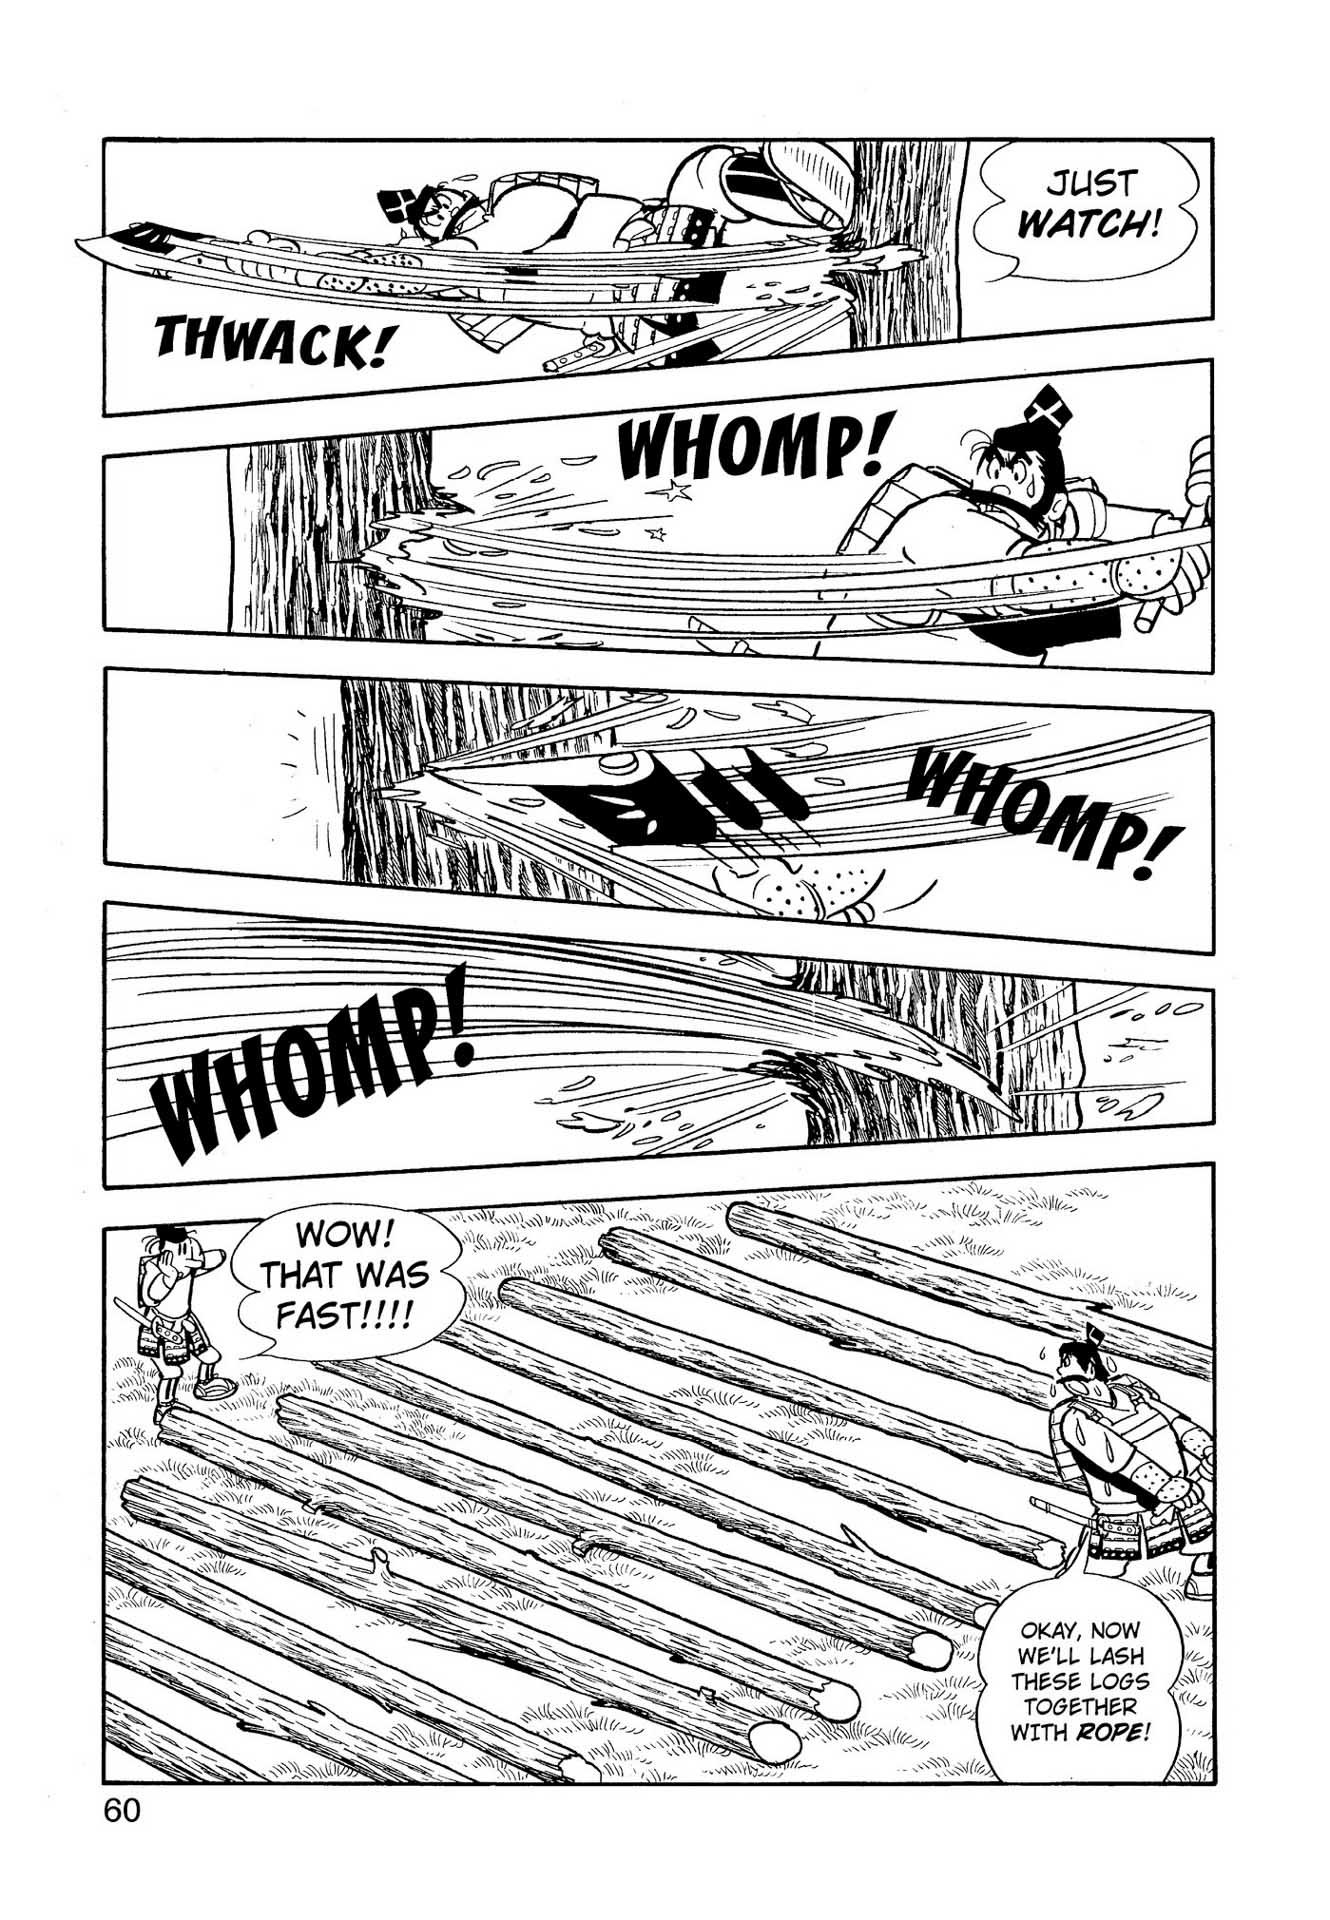 JUST
WATCH!
THWACK!
WHOMP!
WHOMP!
WHOMP!
WOW!
THAT WAS
FAST!!!!
OKAY, NOW
WE'LL LASH
THESE LOGS
TOGETHER
WITH ROPE!
60